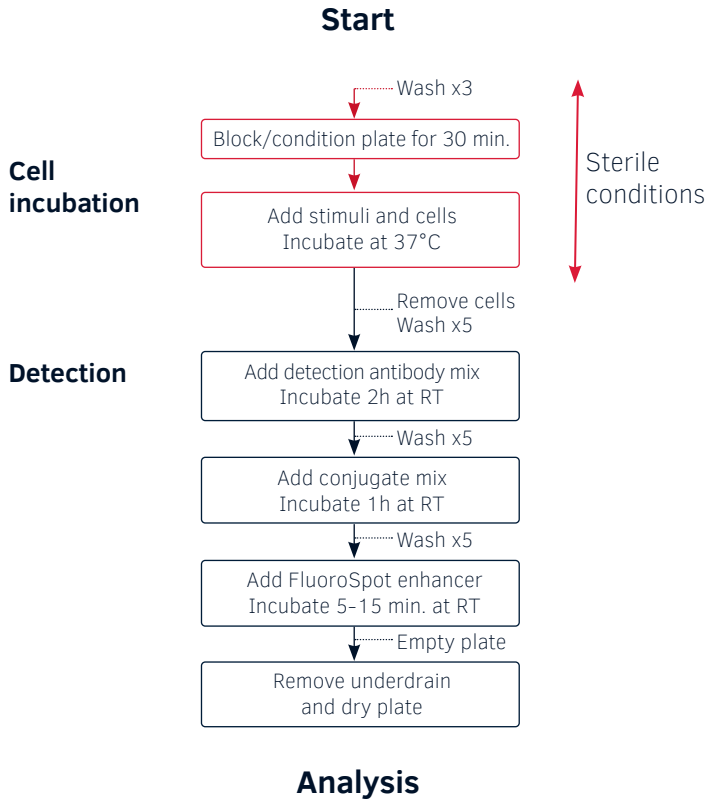 Start
Wash x3
Block/condition plate for 30 min.
Cell
incubation
Sterile
conditions
Add stimuli and cells
Incubate at 37°C
Remove cells
Wash x5
Detection
Add detection antibody mix
Incubate 2h at RT
Wash x5
Add conjugate mix
Incubate 1h at RT
Wash x5
Add FluoroSpot enhancer
Incubate 5-15 min. at RT
Empty plate
Remove underdrain
and dry plate
Analysis